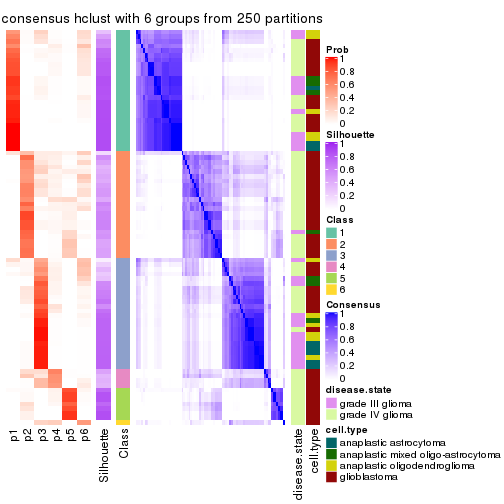 consensus hclust with 6 groups from 250 partitions
Prob
1
0.8
0.6
0.4
0.2
0
Silhouette
1
0.8
0.6
0.4
0.2
0
Class
1
2
3
4
5
6
Consensus
1
0.8
0.6
0.4
0.2
0
disease.state
grade III glioma
grade IV glioma
cell.type
anaplastic astrocytoma
anaplastic mixed oligo-astrocytoma
anaplastic oligodendroglioma
glioblastoma
p1
p2
p3
p4
p5
p6
Silhouette
Class
disease.state
cell.type